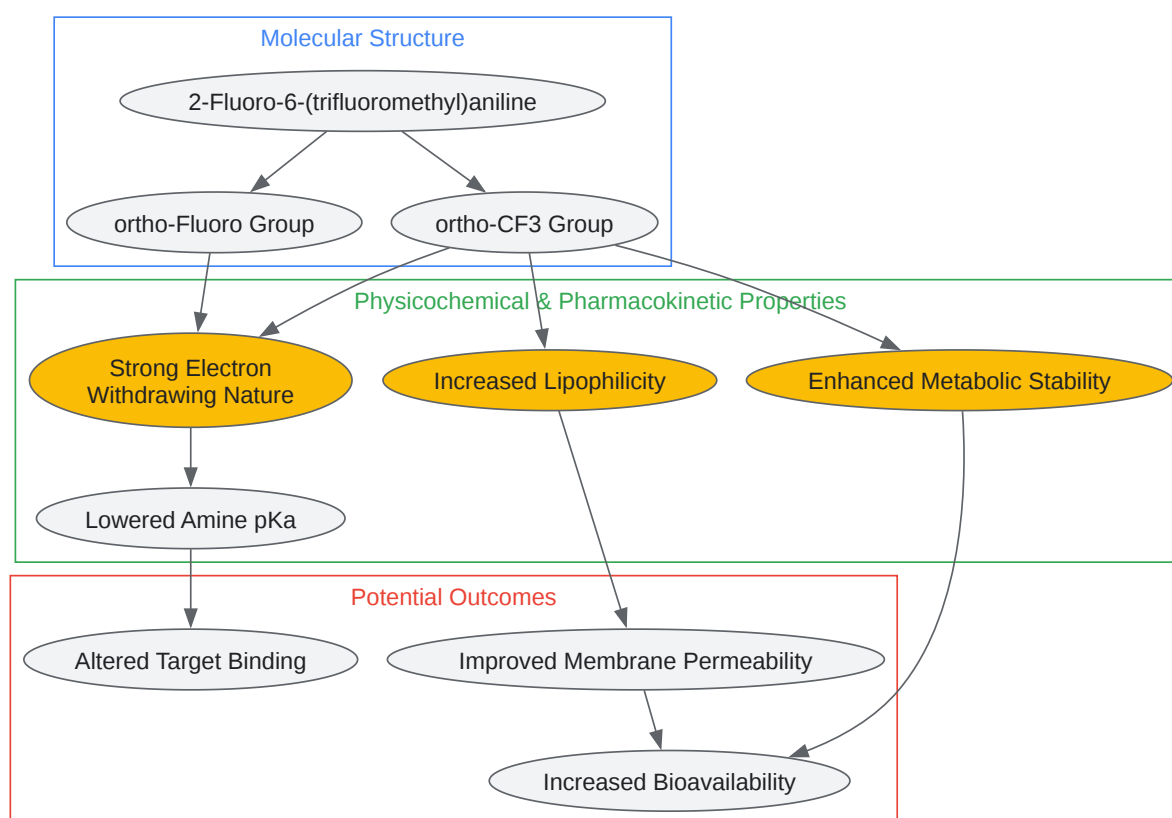 Molecular Structure
2-Fluoro-6-(trifluoromethyl)aniline
ortho-Fluoro Group
ortho-CF3 Group
Physicochemical & Pharmacokinetic Properties
Strong Electron
Withdrawing Nature
Increased Lipophilicity
Enhanced Metabolic Stability
Lowered Amine pKa
Potential Outcomes
Altered Target Binding
Improved Membrane Permeability
Increased Bioavailability